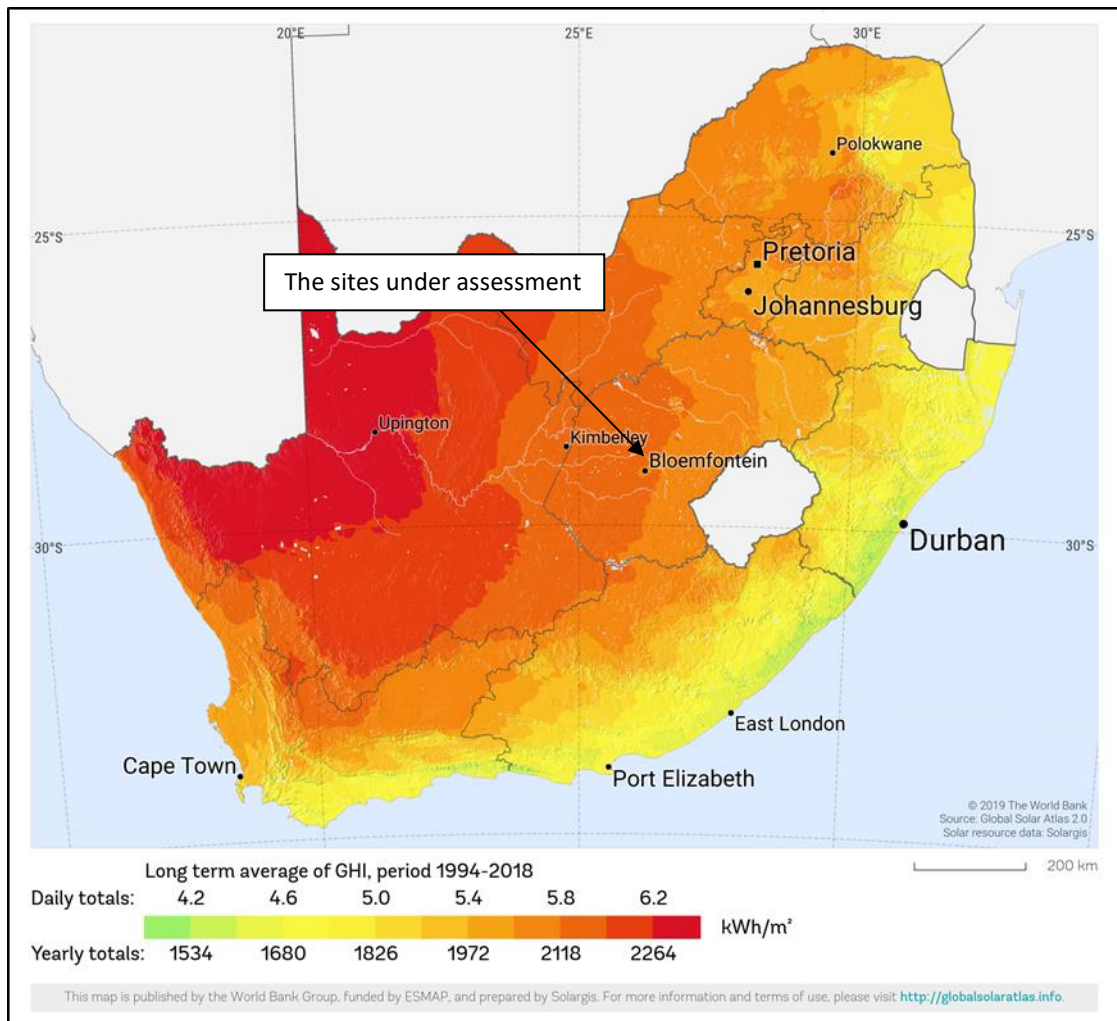 20°E
25°E
30°E
Polokwane
25°S
25°S
Pretoria
The sites under assessment
Johannesburg
Upington
Kimberley
Bloemfontein
30°S
Durban
30°S
East London
Cape Town
Port Elizabeth
© 2019 The World Bank
Source: Global Solar Atlas 2.0
Solar resource data: Solargis
200 km
Long term average of GHI, period 1994-2018
Daily totals: 4.2 4.6 5.0 5.4 5.8 6.2
kWh/m²
Yearly totals: 1534 1680 1826 1972 2118 2264
This map is published by the World Bank Group, funded by ESMAP, and prepared by Solargis. For more information and terms of use, please visit http://globalsolaratlas.info.